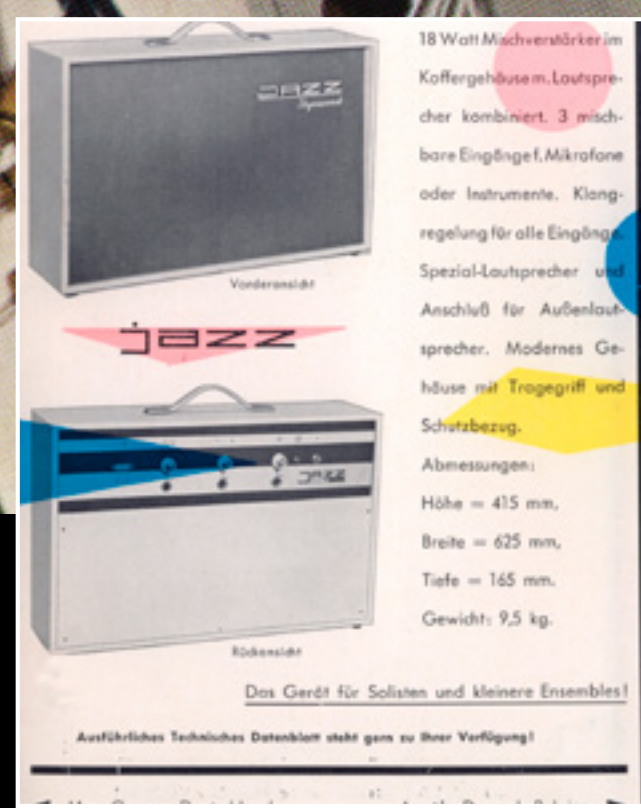 jazz
Vorderansicht
jazz
jazz
Rückansicht
18 Watt Mischverstärker im
Koffergehäuse m. Lautspre-
cher kombiniert. 3 misch-
bare Eingänge f. Mikrofone
oder Instrumente. Klang-
regelung für alle Eingänge.
Spezial-Lautsprecher und
Anschluß für Außenlaut-
sprecher. Modernes Ge-
häuse mit Tragegriff und
Schutzbezug.
Abmessungen:
Höhe = 415 mm,
Breite = 625 mm,
Tiefe = 165 mm.
Gewicht: 9,5 kg.
Das Gerät für Solisten und kleinere Ensembles!
Ausführliches Technisches Datenblatt steht gern zu Ihrer Verfügung!